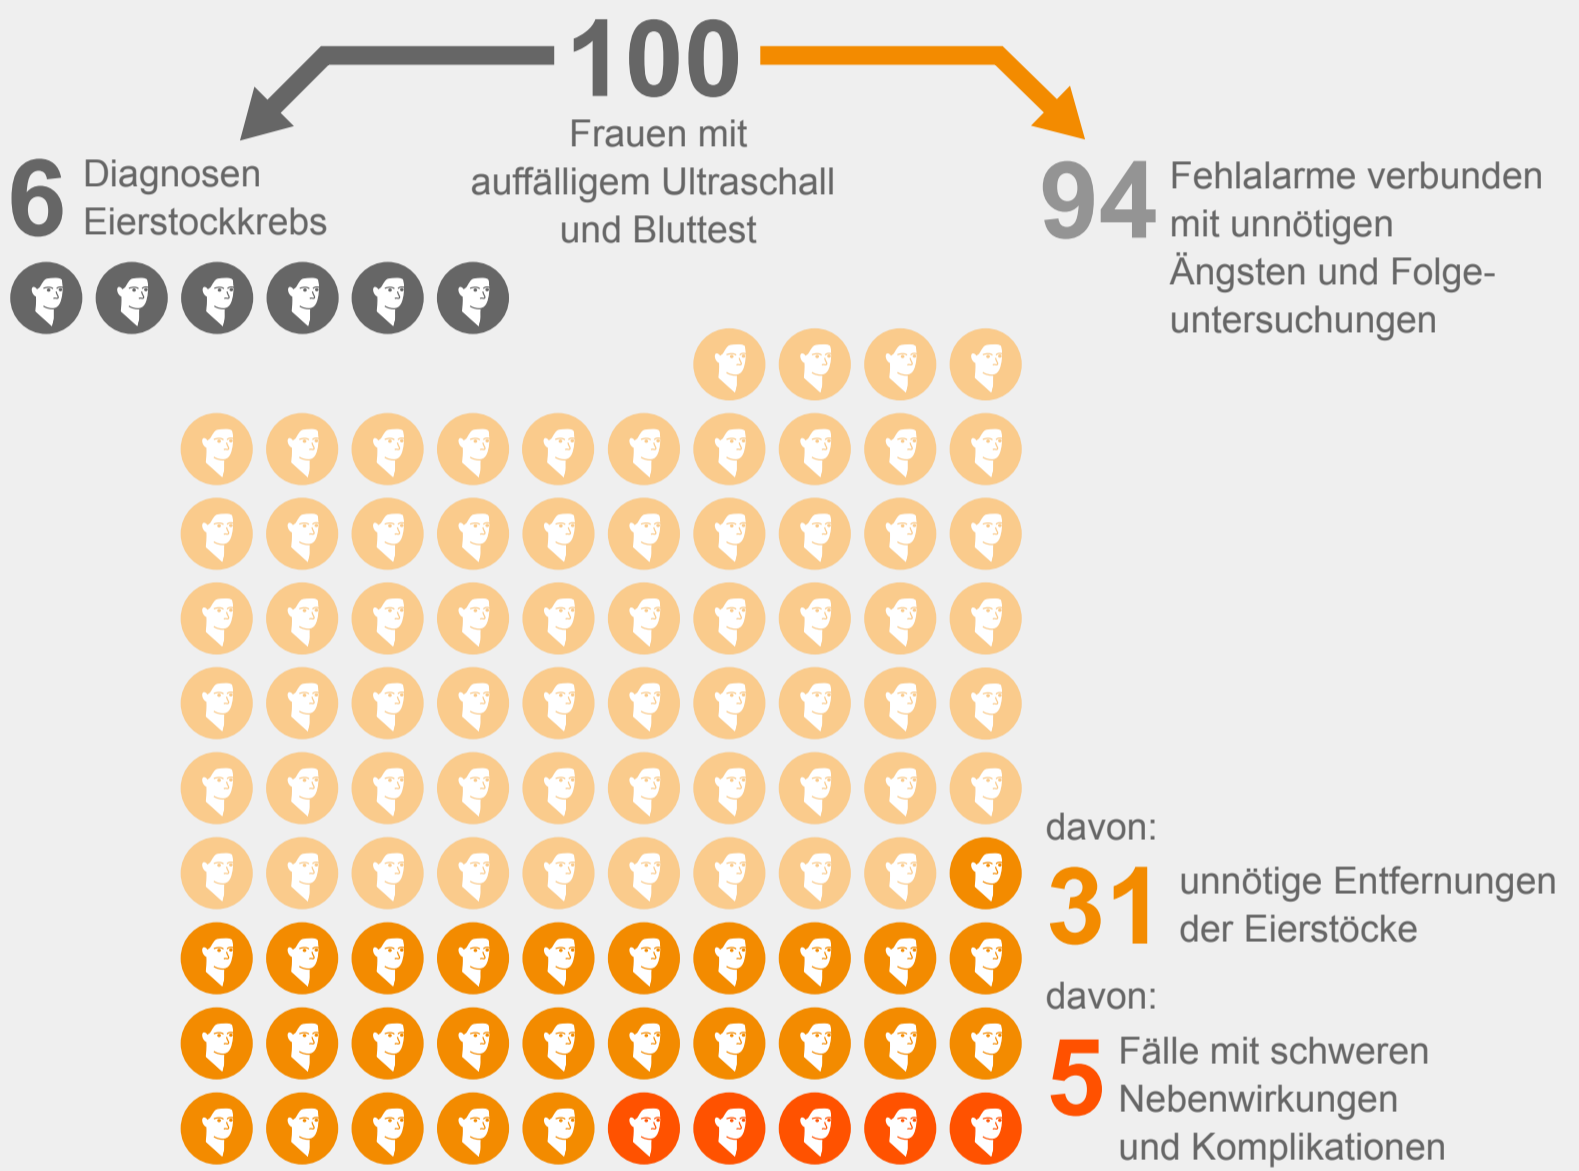 100
Frauen mit
auffälligem Ultraschall
und Bluttest
6
Diagnosen
Eierstockkrebs
94
Fehlalarme verbunden
mit unnötigen
Ängsten und Folge-
untersuchungen
davon:
31
unnötige Entfernungen
der Eierstöcke
davon:
5
Fälle mit schweren
Nebenwirkungen
und Komplikationen